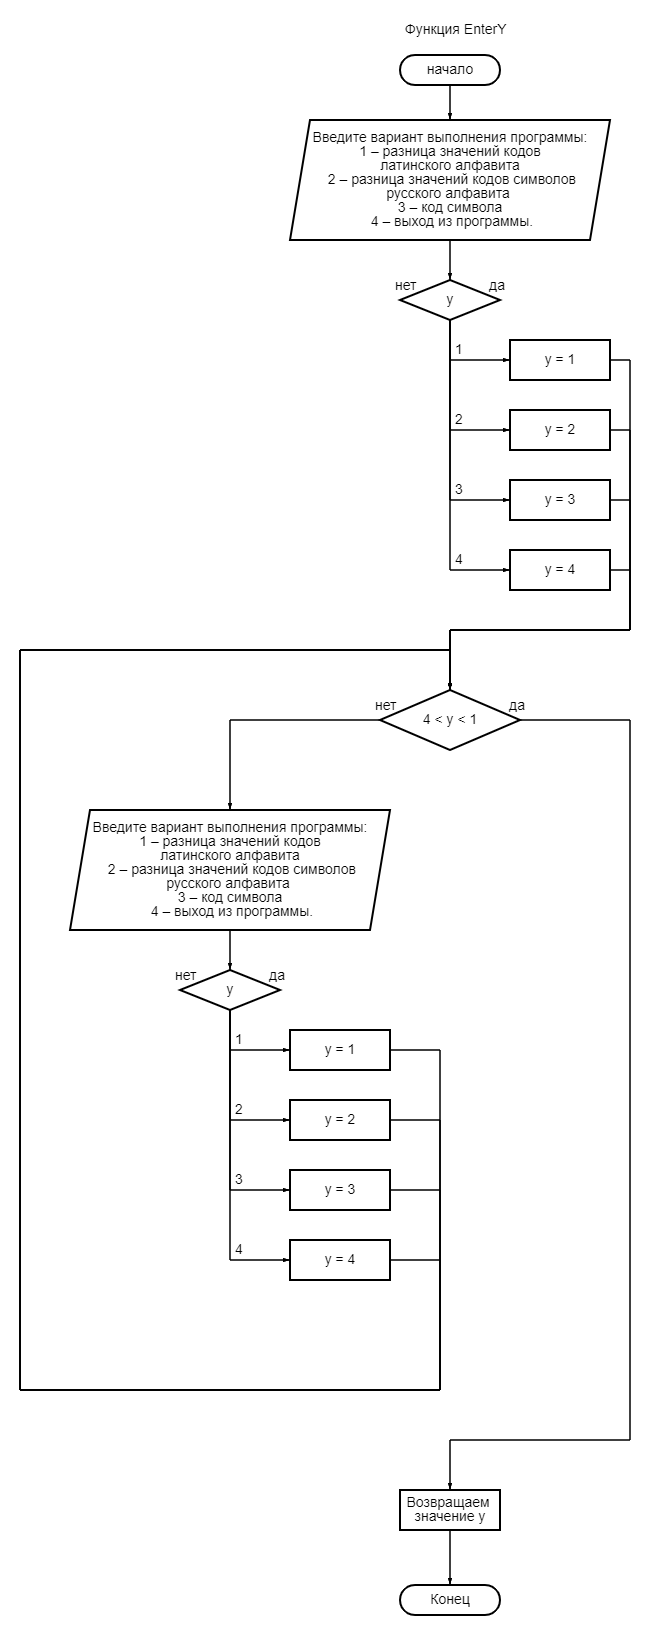 Функция EnterY
начало
Введите вариант выполнения программы:
1 – разница значений кодов
латинского алфавита
2 – разница значений кодов символов
русского алфавита
3 – код символа
4 – выход из программы.
нет
да
y
1
y = 1
2
y = 2
3
y = 3
4
y = 4
нет
да
4 < y < 1
Введите вариант выполнения программы:
1 – разница значений кодов
латинского алфавита
2 – разница значений кодов символов
русского алфавита
3 – код символа
4 – выход из программы.
нет
да
y
1
y = 1
2
y = 2
3
y = 3
4
y = 4
Возвращаем
значение y
Конец